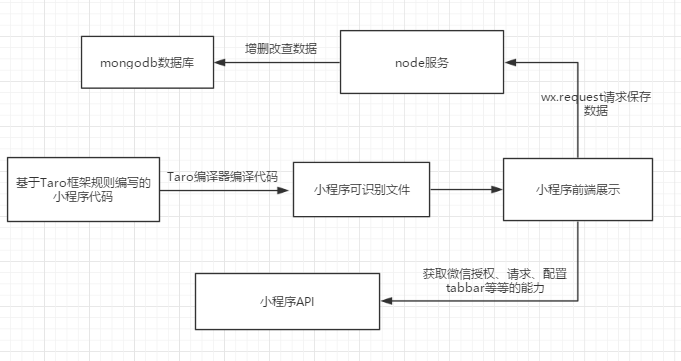 mongodb数据库
增删改查数据
node服务
wx.request请求保存
数据
基于Taro框架规则编写的
小程序代码
Taro编译器编译代码
小程序可识别文件
小程序前端展示
获取微信授权、请求、配置
tabbar等等的能力
小程序API